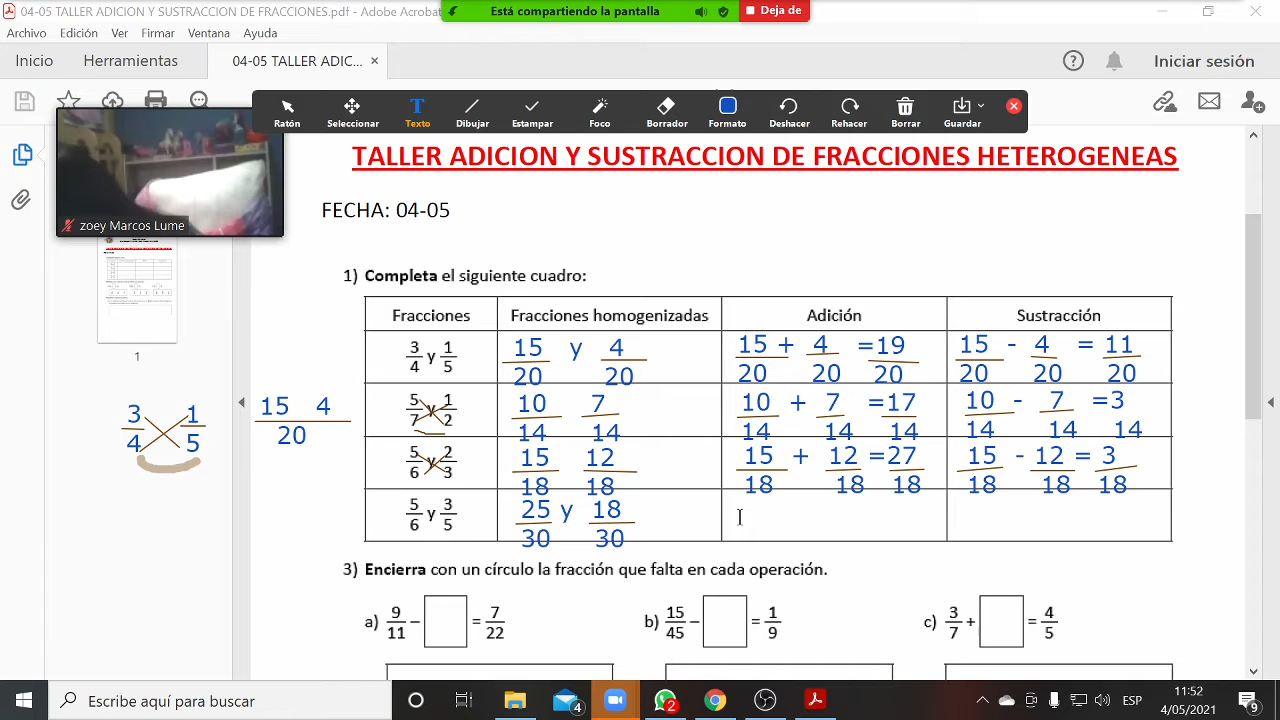 04-05 TALLER ADICION Y SUSTRACCION DE FRACCIONES.pdf - Adobe Acrobat
Está compartiendo la pantalla
Deja de
Archivo Edición Ver Firmar Ventana Ayuda
Inicio Herramientas 04-05 TALLER ADIC... × Iniciar sesión
Ratón Seleccionar Texto Dibujar Estampar Foco Borrador Formato Deshacer Rehacer Borrar Guardar
zoey Marcos Lume
1
TALLER ADICION Y SUSTRACCION DE FRACCIONES HETEROGENEAS
FECHA: 04-05
1) Completa el siguiente cuadro:
Fracciones Fracciones homogenizadas Adición Sustracción
3/4 y 1/5 15/20 y 4/20 15/20 + 4/20 = 19/20 15/20 - 4/20 = 11/20
5/7 y 1/2 10/14 7/14 10/14 + 7/14 = 17/14 10/14 - 7/14 = 3 14
5/6 y 2/3 15/18 12/18 15/18 + 12/18 = 27/18 15/18 - 12/18 = 3/18
5/6 y 3/5 25/30 y 18/30
3/4 1/5
15 4
20
3) Encierra con un círculo la fracción que falta en cada operación.
a) 9/11 − = 7/22 b) 15/45 − = 1/9 c) 3/7 + = 4/5
Escribe aquí para buscar
4
2
ESP
11:52
4/05/2021
9